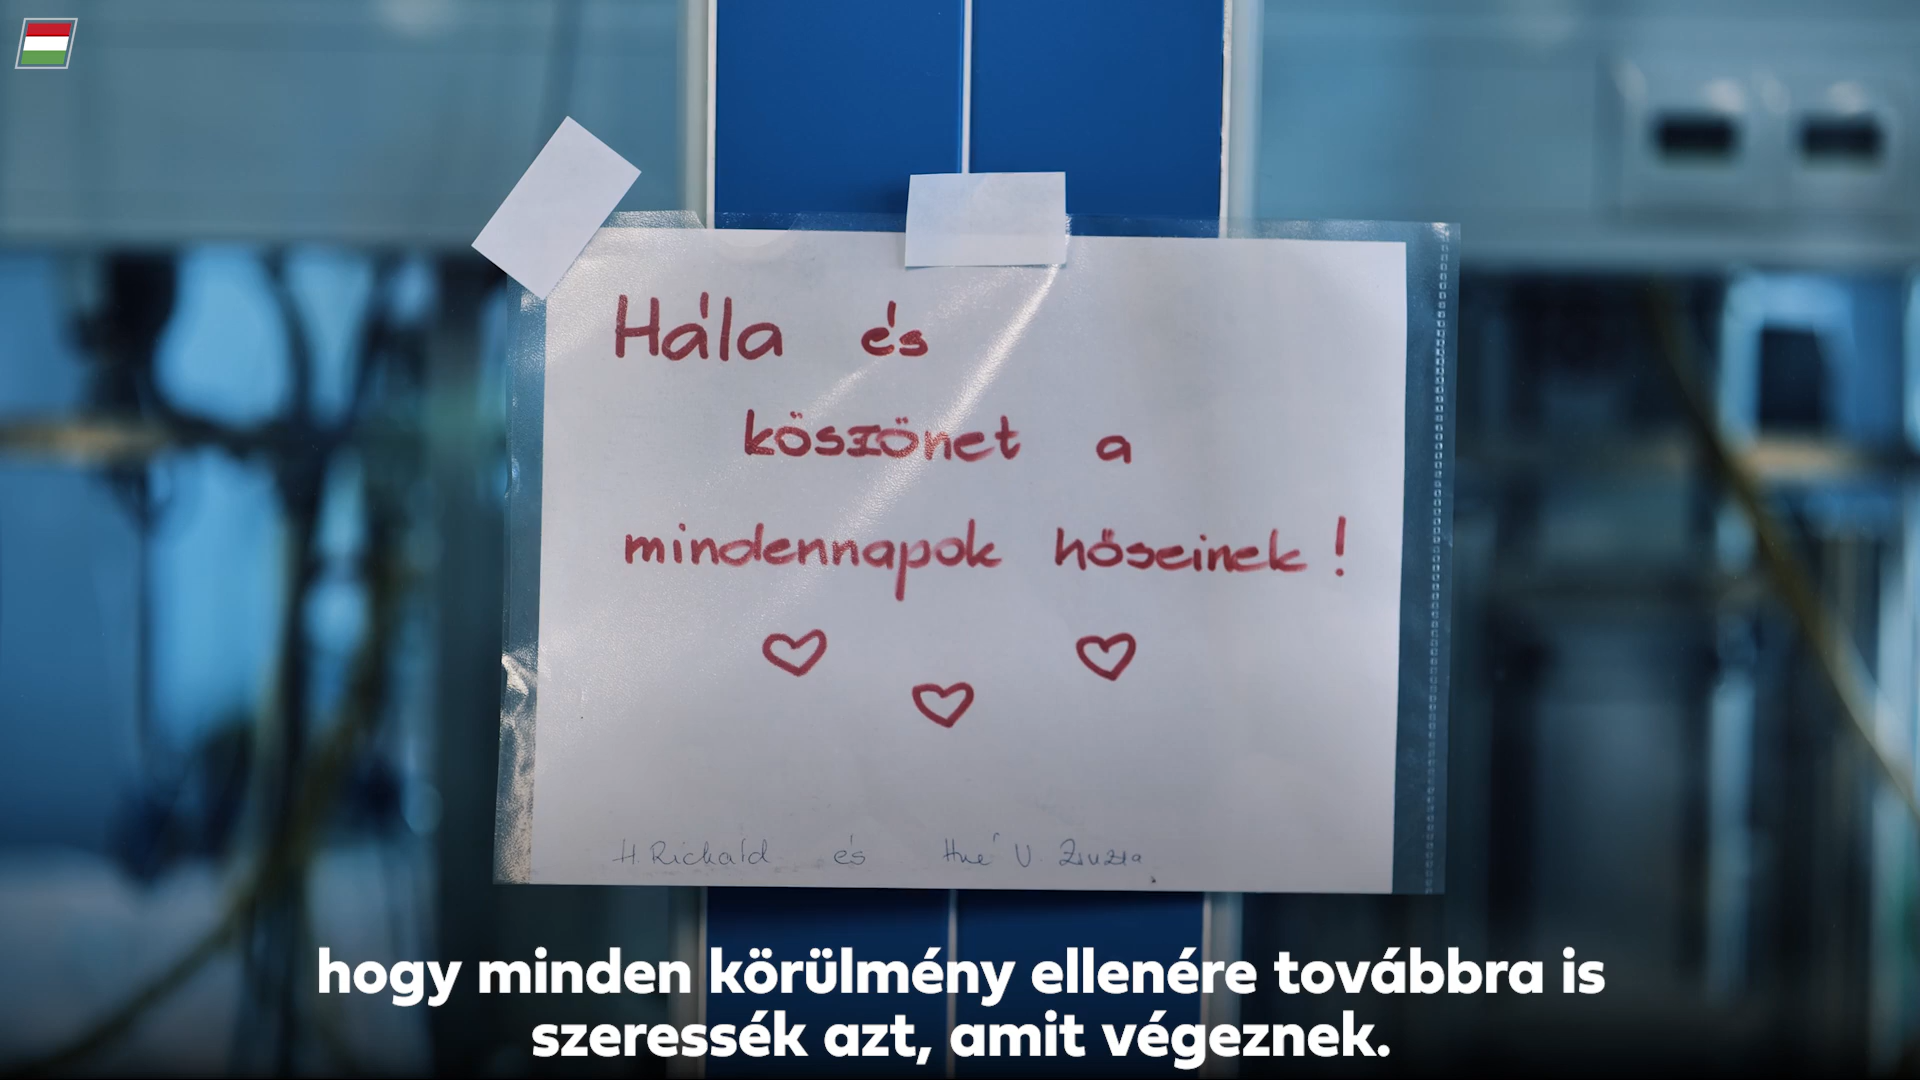 Hála és
köszönet a
mindennapok hőseinek!
H. Richárd és
hogy minden körülmény ellenére továbbra is
szeressék azt, amit végeznek.